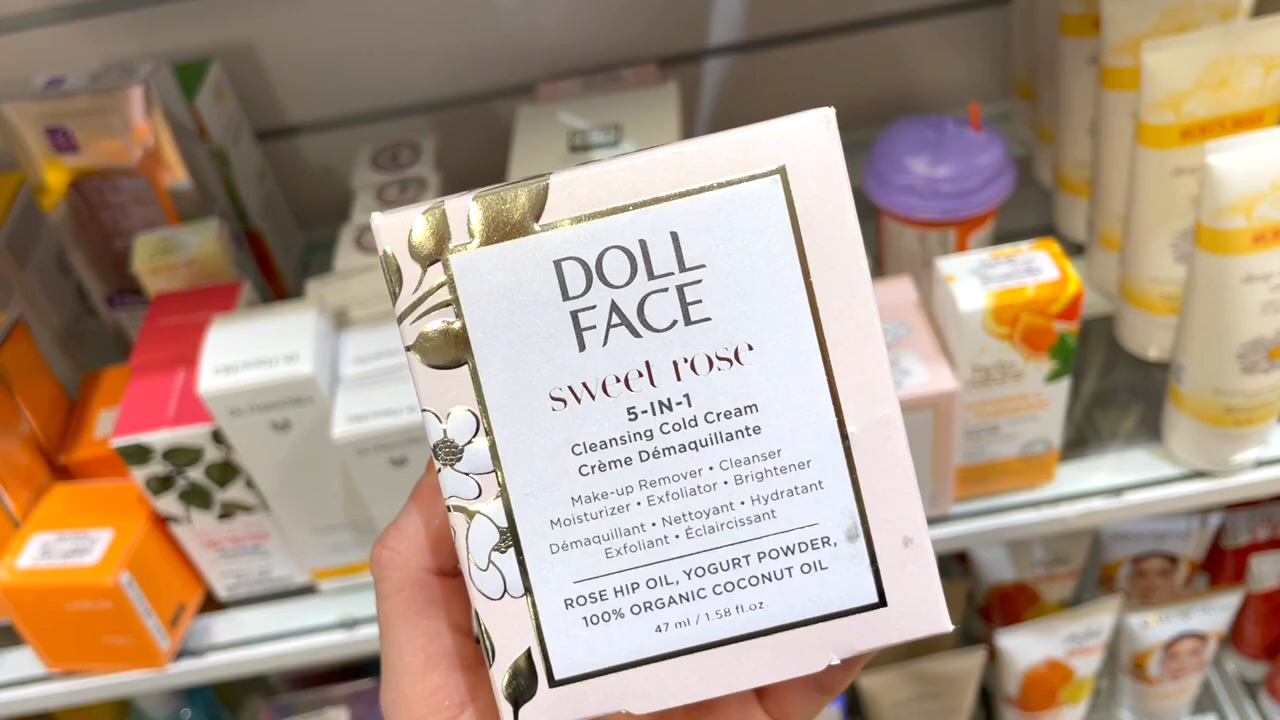 DOLL
FACE
sweet rose
5-IN-1
Cleansing Cold Cream
Crème Démaquillante
Make-up Remover • Cleanser
Moisturizer • Exfoliator • Brightener
Démaquillant • Nettoyant • Hydratant
Exfoliant • Éclaircissant
ROSE HIP OIL, YOGURT POWDER,
100% ORGANIC COCONUT OIL
47 ml / 1.58 fl.oz.